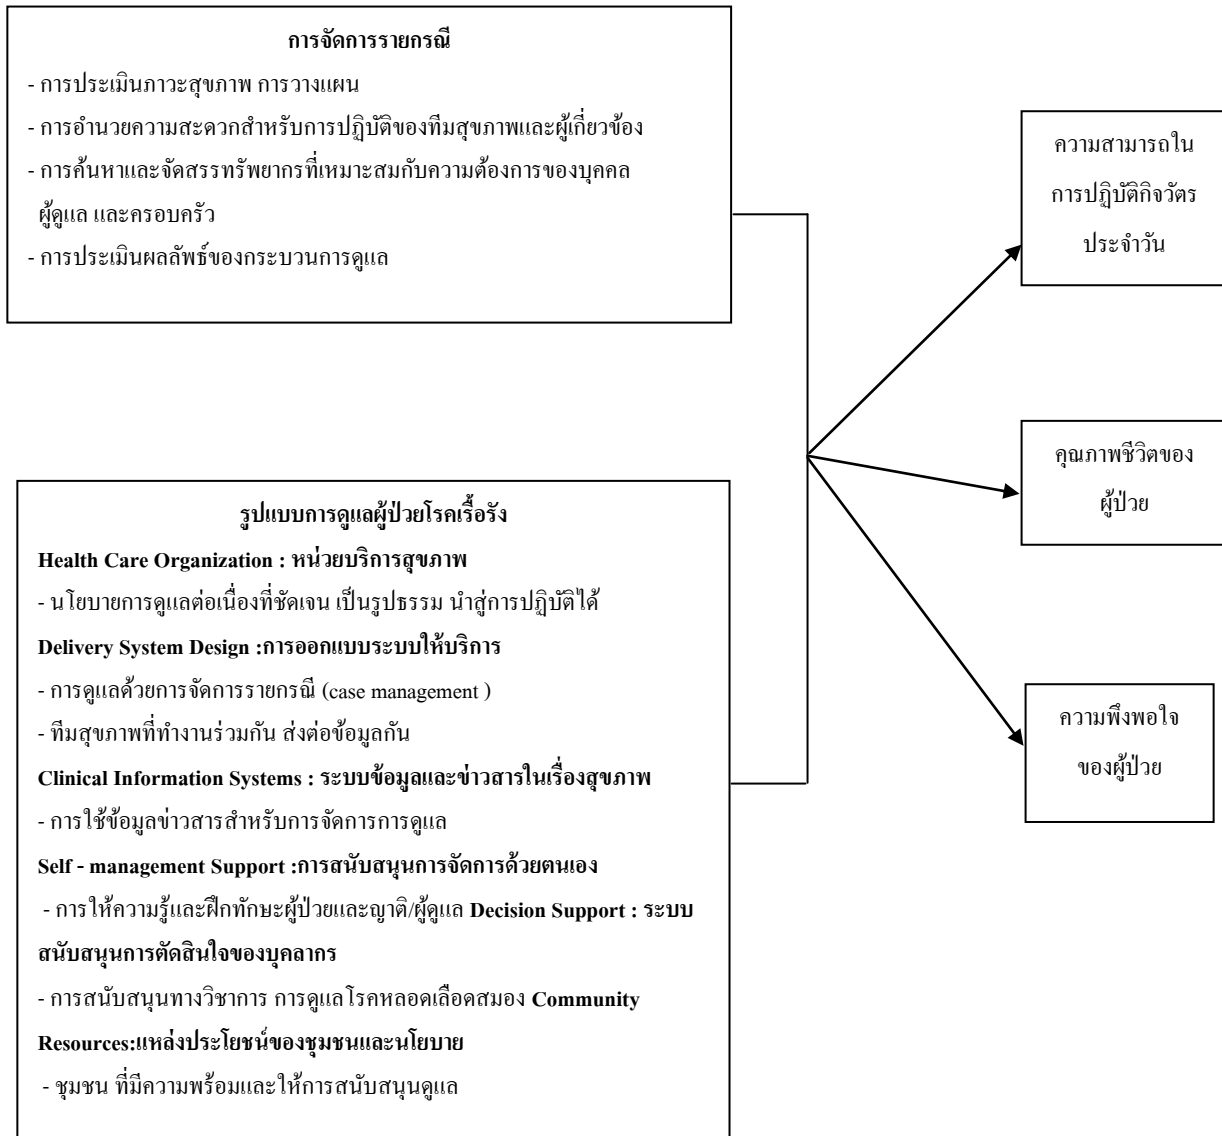 การจัดการรายกรณี
- การประเมินภาวะสุขภาพ การวางแผน
- การอำนวยความสะดวกสำหรับการปฏิบัติของทีมสุขภาพและผู้เกี่ยวข้อง
- การค้นหาและจัดสรรทรัพยากรที่เหมาะสมกับความต้องการของบุคคล
ผู้ดูแล และครอบครัว
- การประเมินผลลัพธ์ของกระบวนการดูแล
ความสามารถใน
การปฏิบัติกิจวัตร
ประจำวัน
คุณภาพชีวิตของ
ผู้ป่วย
ความพึงพอใจ
ของผู้ป่วย
รูปแบบการดูแลผู้ป่วยโรคเรื้อรัง
Health Care Organization : หน่วยบริการสุขภาพ
- นโยบายการดูแลต่อเนื่องที่ชัดเจน เป็นรูปธรรม นำสู่การปฏิบัติได้
Delivery System Design :การออกแบบระบบให้บริการ
- การดูแลด้วยการจัดการรายกรณี (case management )
- ทีมสุขภาพที่ทำงานร่วมกัน ส่งต่อข้อมูลกัน
Clinical Information Systems : ระบบข้อมูลและข่าวสารในเรื่องสุขภาพ
- การใช้ข้อมูลข่าวสารสำหรับการจัดการการดูแล
Self - management Support :การสนับสนุนการจัดการด้วยตนเอง
- การให้ความรู้และฝึกทักษะผู้ป่วยและญาติ/ผู้ดูแล Decision Support : ระบบ
สนับสนุนการตัดสินใจของบุคลากร
- การสนับสนุนทางวิชาการ การดูแลโรคหลอดเลือดสมอง Community
Resources:แหล่งประโยชน์ของชุมชนและนโยบาย
- ชุมชน ที่มีความพร้อมและให้การสนับสนุนดูแล